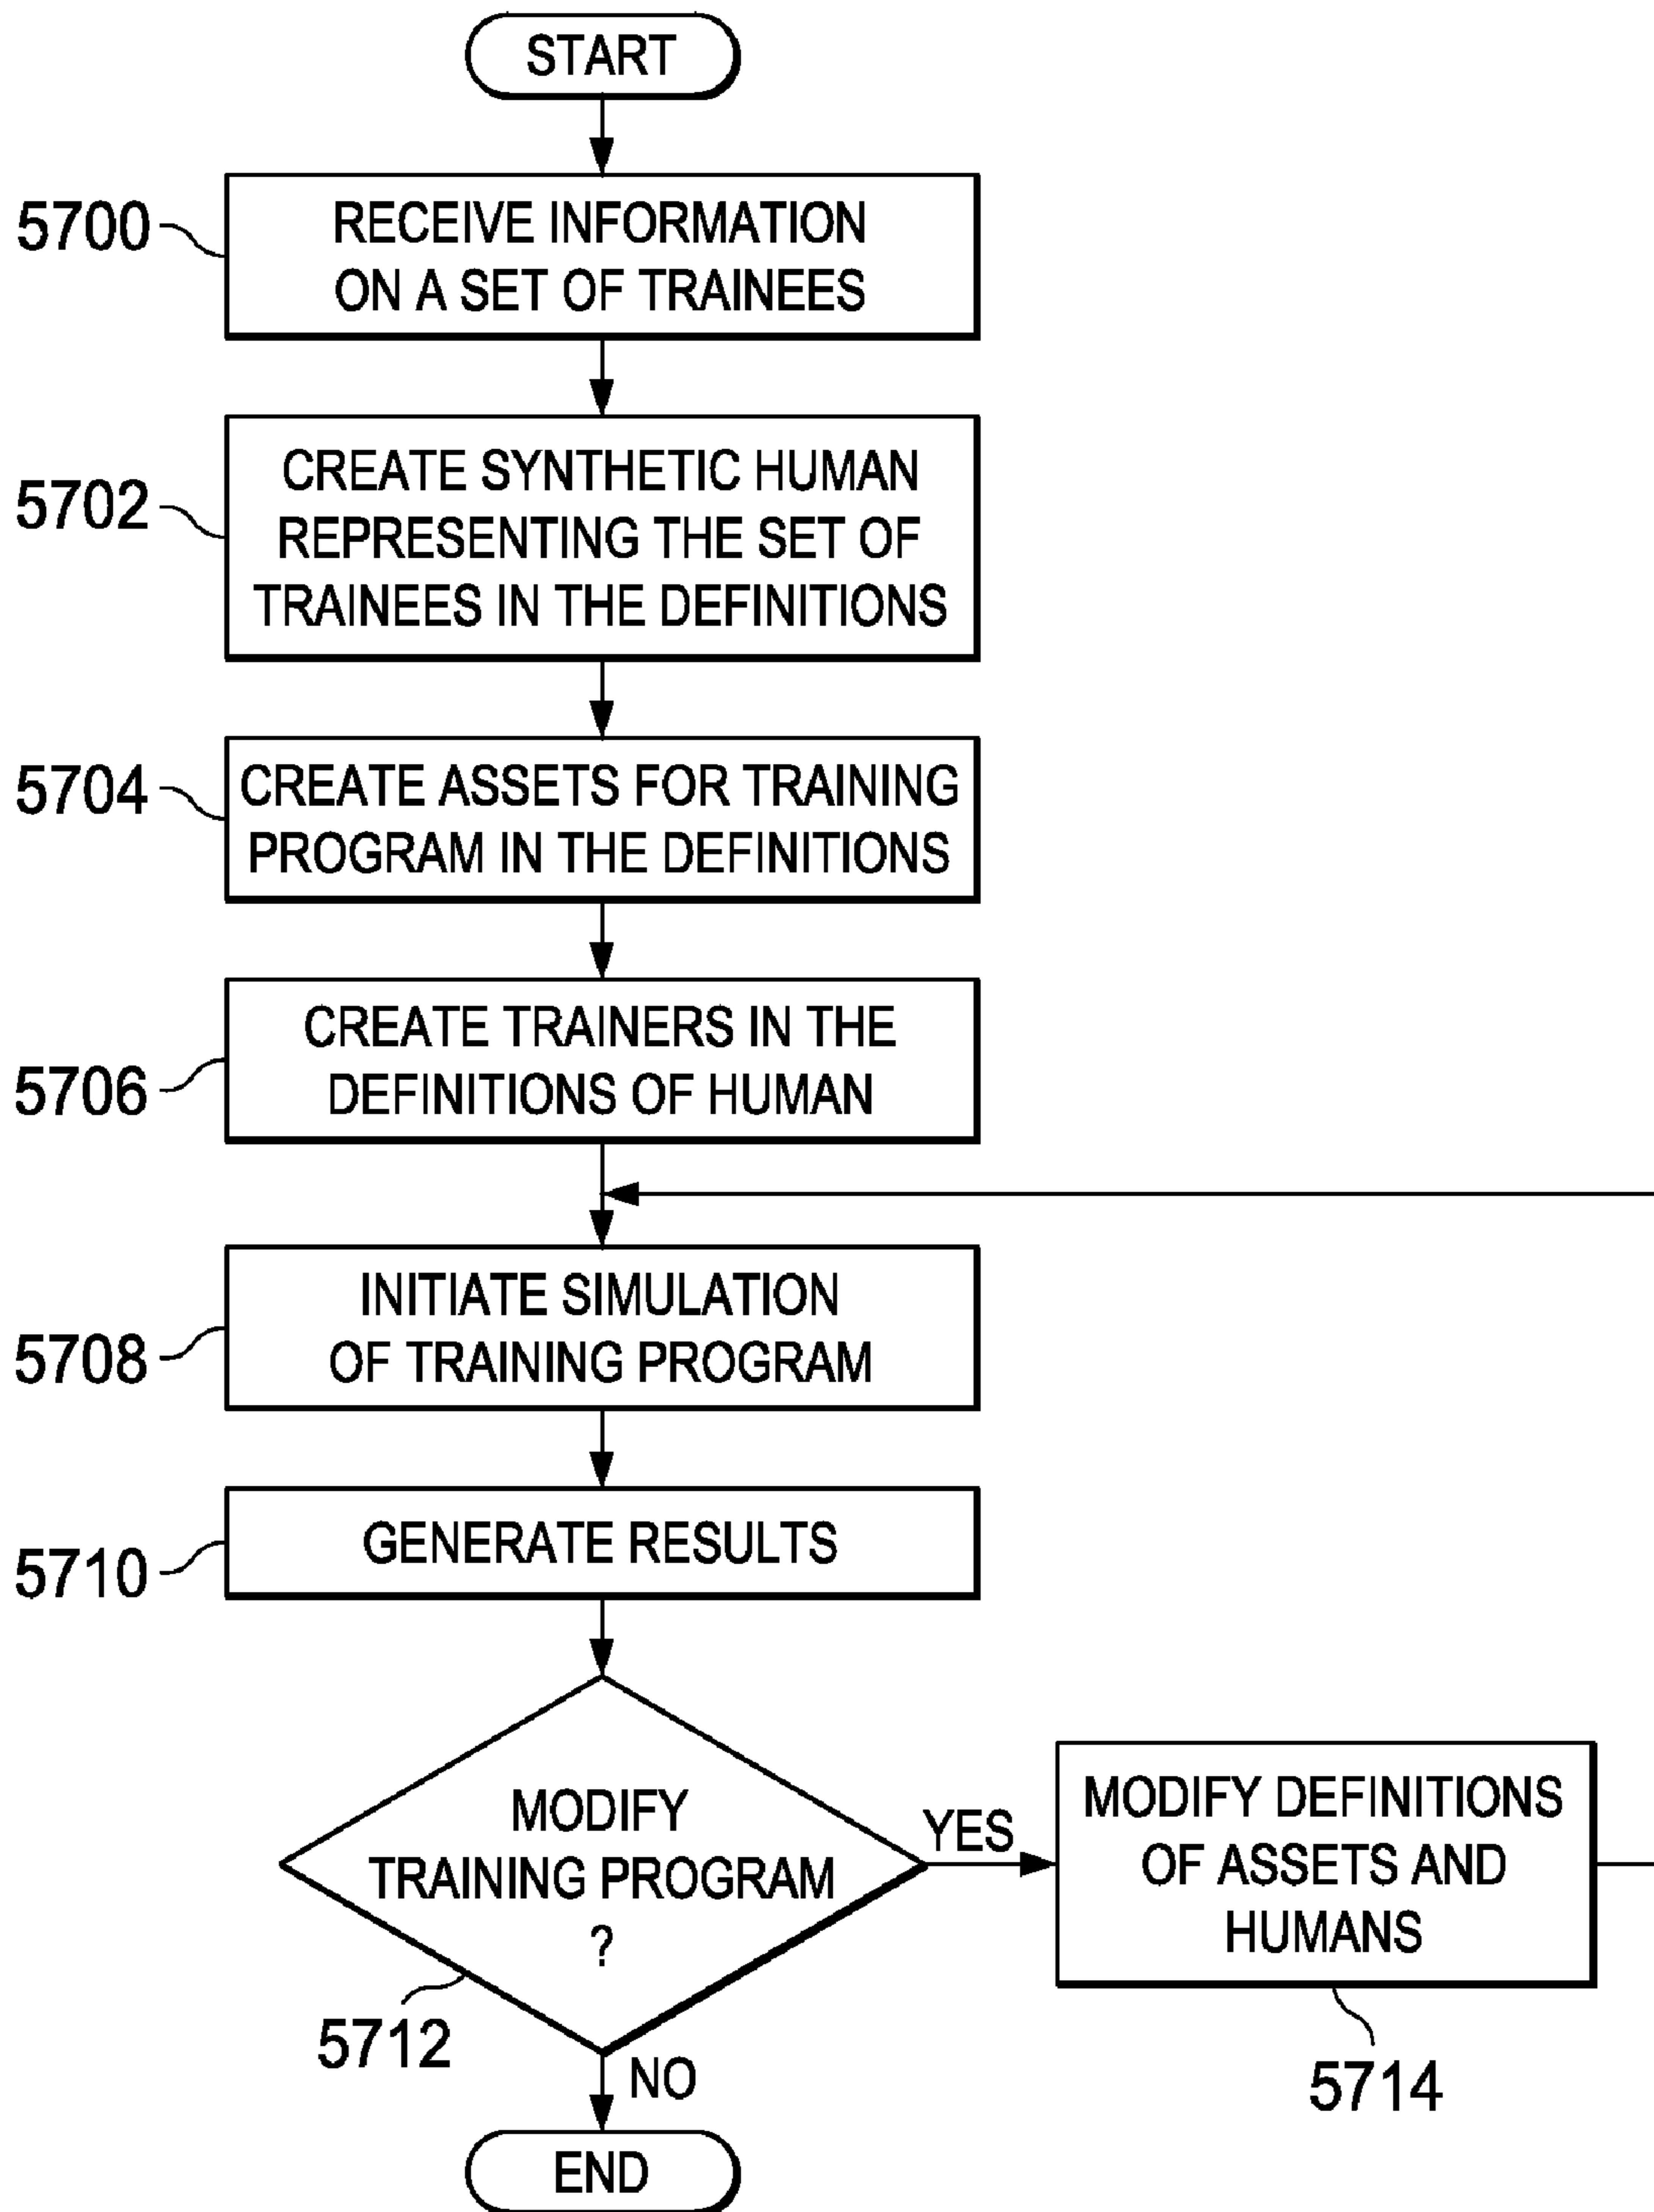 START
5700
RECEIVE INFORMATION
ON A SET OF TRAINEES
5702
CREATE SYNTHETIC HUMAN
REPRESENTING THE SET OF
TRAINEES IN THE DEFINITIONS
5704
CREATE ASSETS FOR TRAINING
PROGRAM IN THE DEFINITIONS
5706
CREATE TRAINERS IN THE
DEFINITIONS OF HUMAN
5708
INITIATE SIMULATION
OF TRAINING PROGRAM
5710
GENERATE RESULTS
MODIFY
TRAINING PROGRAM
?
5712
YES
MODIFY DEFINITIONS
OF ASSETS AND
HUMANS
5714
NO
END